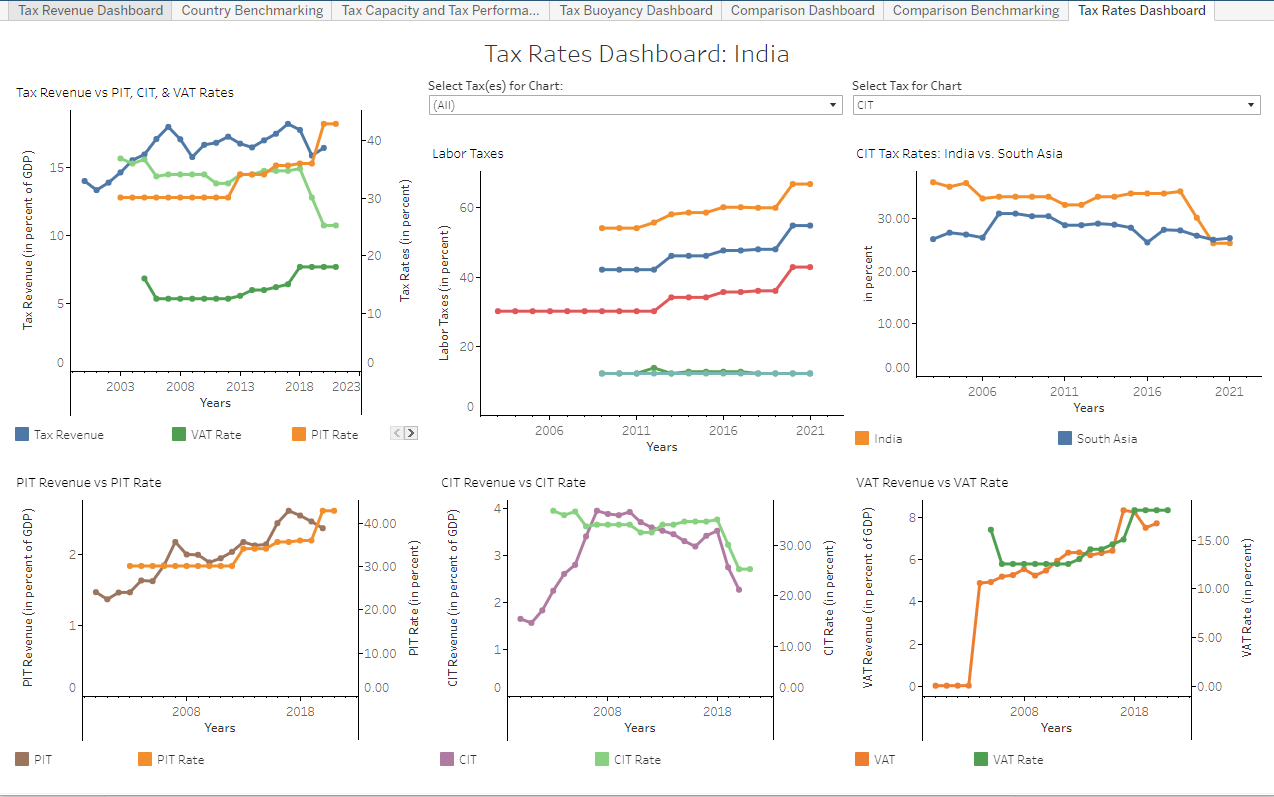 Tax Revenue Dashboard
Country Benchmarking
Tax Capacity and Tax Performa...
Tax Buoyancy Dashboard
Comparison Dashboard
Comparison Benchmarking
Tax Rates Dashboard
Tax Rates Dashboard: India
Tax Revenue vs PIT, CIT, & VAT Rates
Tax Revenue (in percent of GDP)
15
10
5
0
40
30
20
10
0
Tax Rates (in percent)
2003 2008 2013 2018 2023
Years
Tax Revenue VAT Rate PIT Rate
Select Tax(es) for Chart:
(All)
Labor Taxes
Labor Taxes (in percent)
60
40
20
0
2006 2011 2016 2021
Years
Select Tax for Chart
CIT
CIT Tax Rates: India vs. South Asia
in percent
30.00
20.00
10.00
0.00
2006 2011 2016 2021
Years
India South Asia
PIT Revenue vs PIT Rate
PIT Revenue (in percent of GDP)
2
1
0
40.00
30.00
20.00
10.00
0.00
PIT Rate (in percent)
2008 2018
Years
PIT PIT Rate
CIT Revenue vs CIT Rate
CIT Revenue (in percent of GDP)
4
3
2
1
0
30.00
20.00
10.00
0.00
CIT Rate (in percent)
2008 2018
Years
CIT CIT Rate
VAT Revenue vs VAT Rate
VAT Revenue (in percent of GDP)
8
6
4
2
0
15.00
10.00
5.00
0.00
VAT Rate (in percent)
2008 2018
Years
VAT VAT Rate